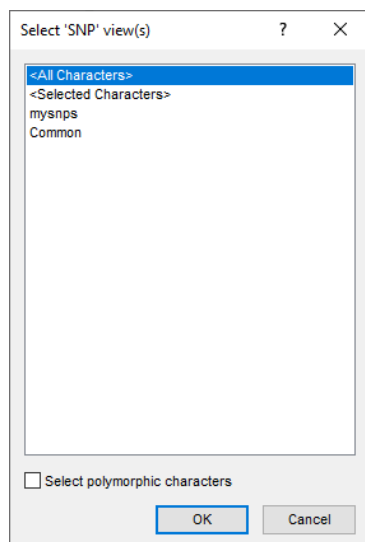 Select 'SNP' view(s) ?
<All Characters>
<Selected Characters>
mysnps
Common
Select polymorphic characters
OK Cancel